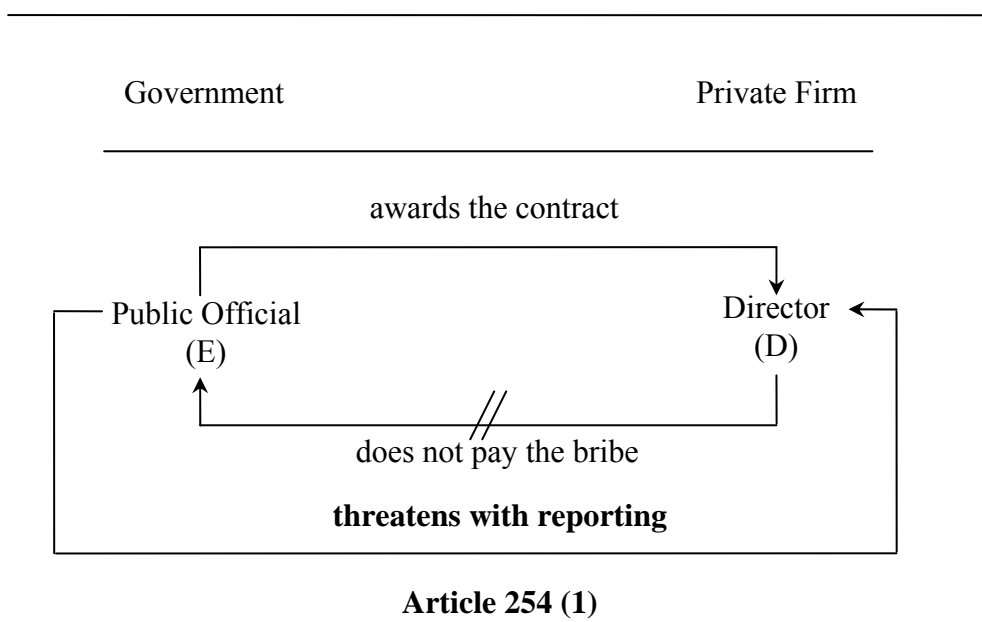 Government Private Firm
awards the contract
Public Official Director
(E) (D)
does not pay the bribe
threatens with reporting
Article 254 (1)